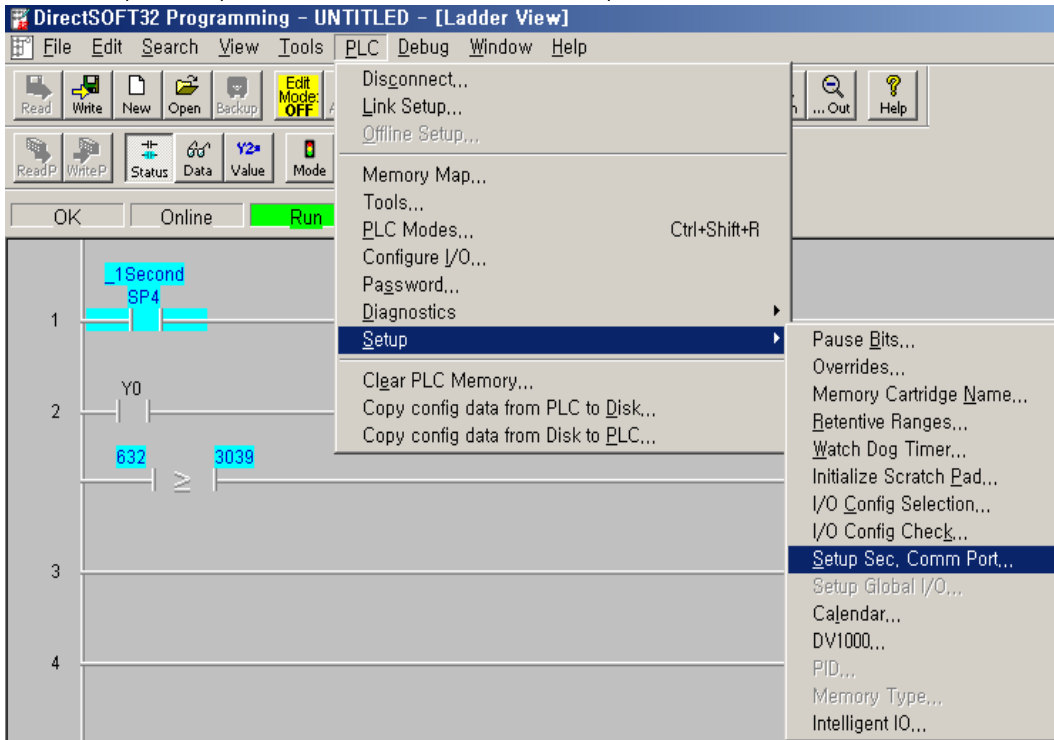 DirectSOFT32 Programming - UNTITLED - [Ladder View]
File Edit Search View Tools PLC Debug Window Help
Read Write New Open Backup Edit Mode: OFF ... Out Help
ReadP WriteP Status Data Value Mode
OK Online Run
Disconnect...
Link Setup...
Offline Setup...
Memory Map...
Tools...
PLC Modes... Ctrl+Shift+R
Configure I/O...
Password...
Diagnostics
Setup
Clear PLC Memory...
Copy config data from PLC to Disk...
Copy config data from Disk to PLC...
Pause Bits...
Overrides...
Memory Cartridge Name...
Retentive Ranges...
Watch Dog Timer...
Initialize Scratch Pad...
I/O Config Selection...
I/O Config Check...
Setup Sec. Comm Port...
Setup Global I/O...
Calendar...
DV1000...
PID...
Memory Type...
Intelligent IO...
_1Second
SP4
1
Y0
2
632 ≥ 3039
3
4